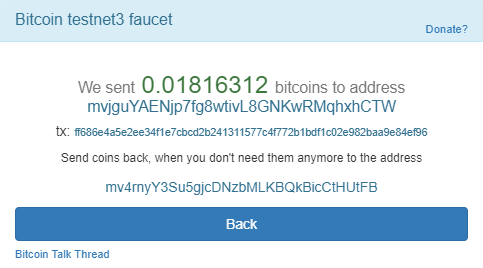 Bitcoin testnet3 faucet
Donate?
We sent 0.01816312 bitcoins to address
mvjguYAENjp7fg8wtivL8GNKwRMqhxhCTW
tx: ff686e4a5e2ee34f1e7cbcd2b241311577c4f772b1bdf1c02e982baa9e84ef96
Send coins back, when you don't need them anymore to the address
mv4rnyY3Su5gjcDNzbMLKBQkBicCtHUtFB
Back
Bitcoin Talk Thread